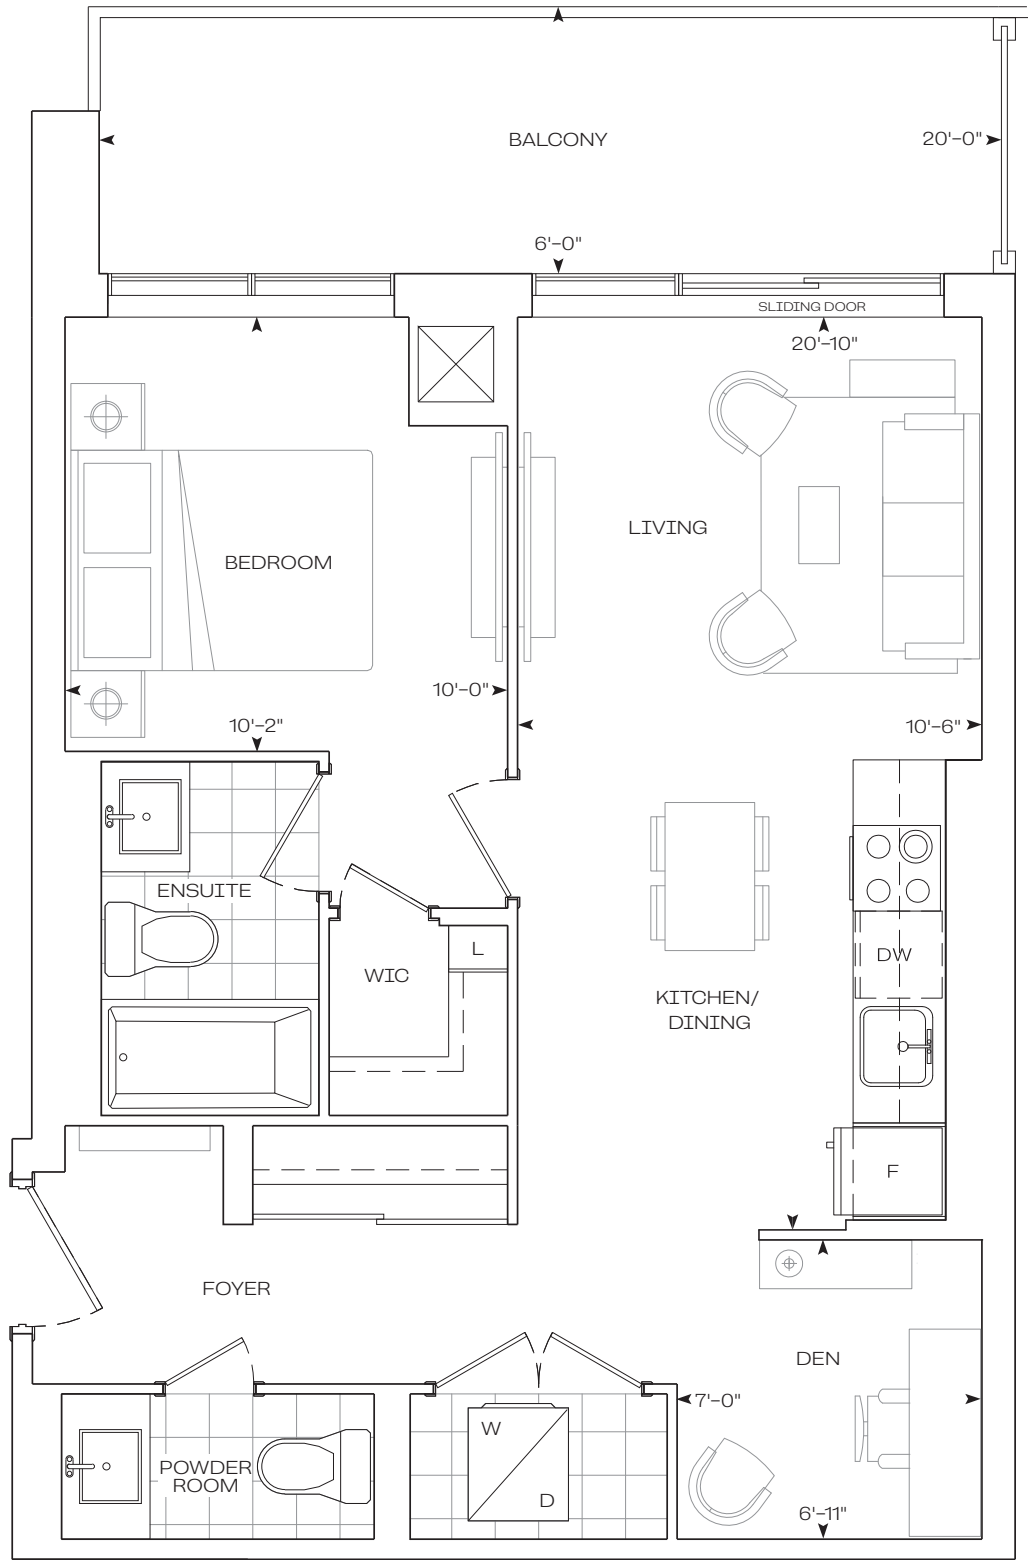 BALCONY
20'-0"
6'-0"
SLIDING DOOR
20'-10"
LIVING
BEDROOM
10'-0"
10'-2"
10'-6"
ENSUITE
WIC
L
DW
KITCHEN/
DINING
F
FOYER
DEN
7'-0"
W
D
POWDER
ROOM
6'-11"